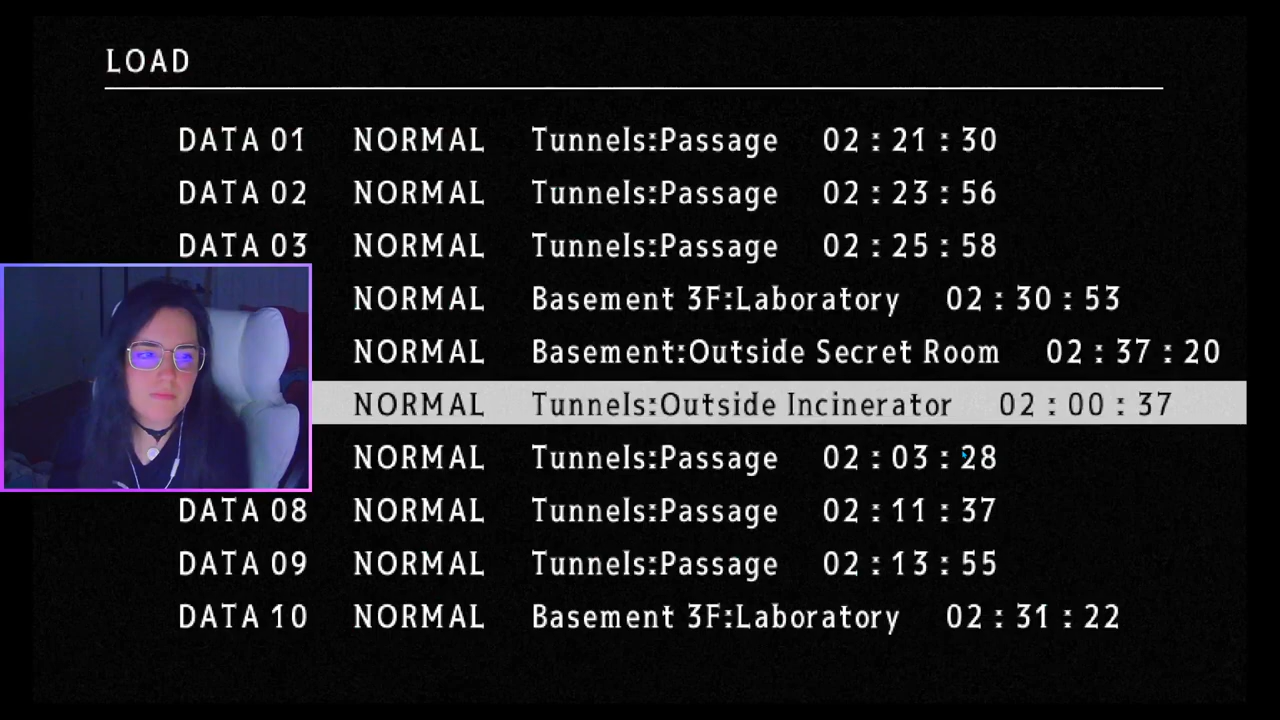 LOAD
DATA 01 NORMAL Tunnels:Passage 02:21:30
DATA 02 NORMAL Tunnels:Passage 02:23:56
DATA 03 NORMAL Tunnels:Passage 02:25:58
NORMAL Basement 3F:Laboratory 02:30:53
NORMAL Basement:Outside Secret Room 02:37:20
NORMAL Tunnels:Outside Incinerator 02:00:37
NORMAL Tunnels:Passage 02:03:28
DATA 08 NORMAL Tunnels:Passage 02:11:37
DATA 09 NORMAL Tunnels:Passage 02:13:55
DATA 10 NORMAL Basement 3F:Laboratory 02:31:22